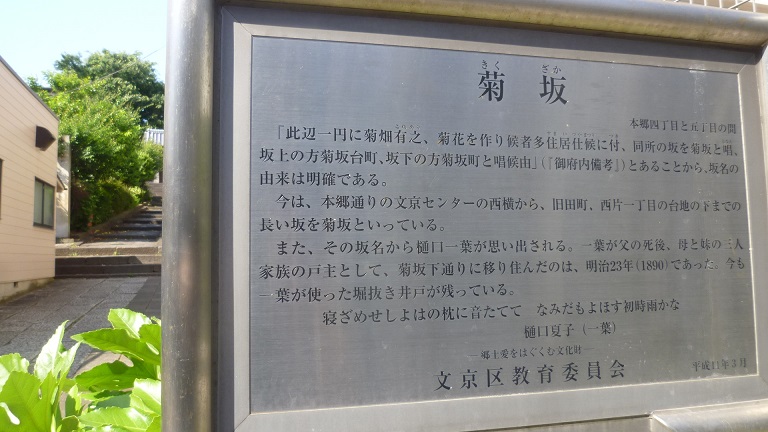 きく ざか
菊 坂
本郷四丁目と五丁目の間
「此辺一円に菊畑有之、菊花を作り候者多住居仕候に付、同所の坂を菊坂と唱、
坂上の方菊坂台町、坂下の方菊坂町と唱候由」(『御府内備考』)とあることから、坂名の
由来は明確である。
今は、本郷通りの文京センターの西横から、旧田町、西片一丁目の台地の下までの
長い坂を菊坂といっている。
また、その坂名から樋口一葉が思い出される。一葉が父の死後、母と妹の三人
家族の戸主として、菊坂下通りに移り住んだのは、明治23年(1890)であった。今も
一葉が使った堀抜き井戸が残っている。
寝ざめせしよはの枕に音たてて なみだもよほす初時雨かな
樋口夏子(一葉)
―郷土愛をはぐくむ文化財―
文京区教育委員会
平成11年3月